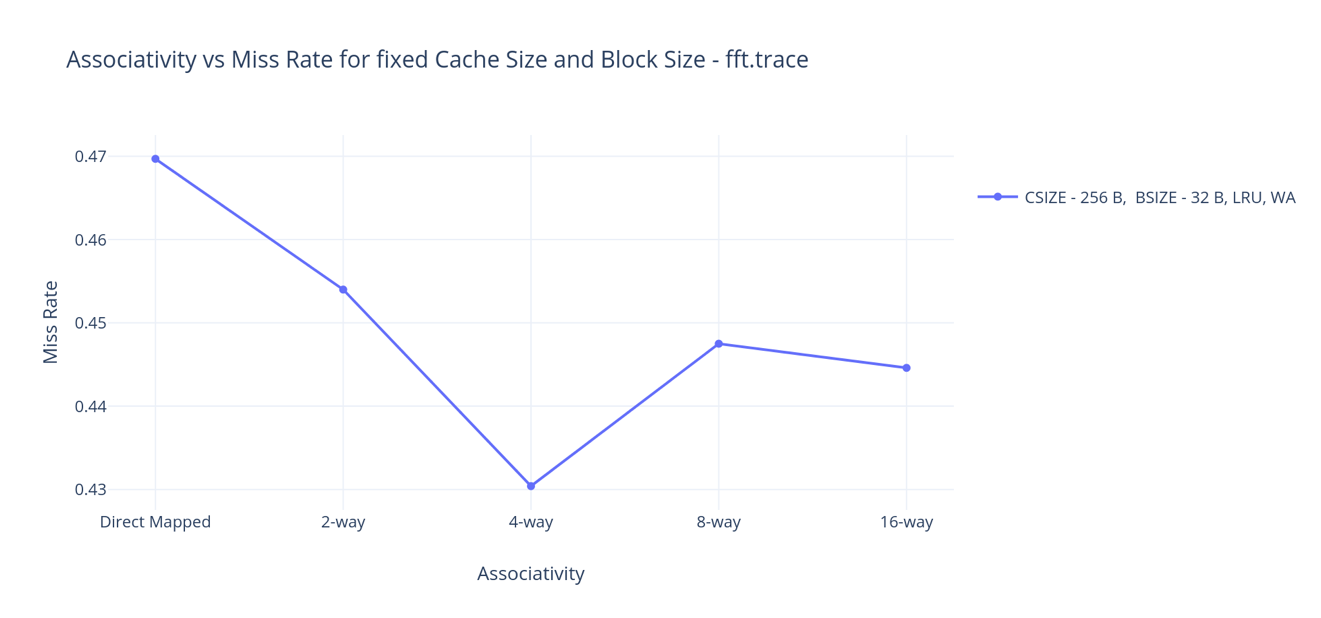 Associativity vs Miss Rate for fixed Cache Size and Block Size - fft.trace
0.47
CSIZE - 256 B,  BSIZE - 32 B, LRU, WA
0.46
Miss Rate
0.45
0.44
0.43
Direct Mapped 2-way 4-way 8-way 16-way
Associativity